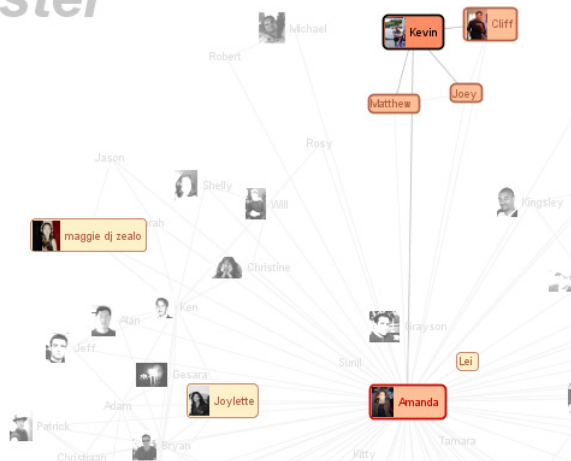 ster
Michael
Kevin
Cliff
Robert
Matthew
Joey
Rosy
Jason
Shelly
Will
Kingsley
rah
maggie dj zealo
Christine
Ken
Alan
Grayson
Jeff
Sunil
Lei
Gesara
Joylette
Amanda
Adam
Patrick
Bryan
Tamara
Christiaan
Kitty